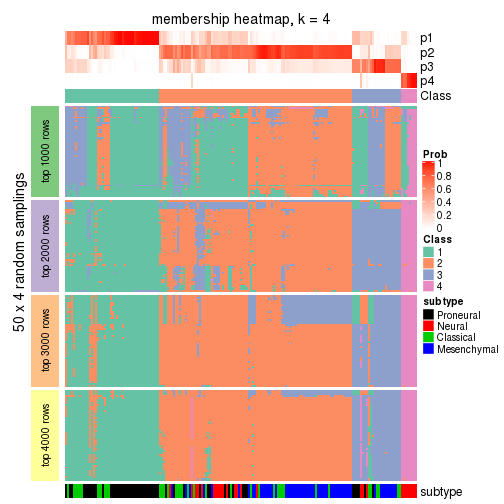 membership heatmap, k = 4
p1
p2
p3
p4
Class
50 x 4 random samplings
top 1000 rows
top 2000 rows
top 3000 rows
top 4000 rows
Prob
1
0.8
0.6
0.4
0.2
0
Class
1
2
3
4
subtype
Proneural
Neural
Classical
Mesenchymal
subtype